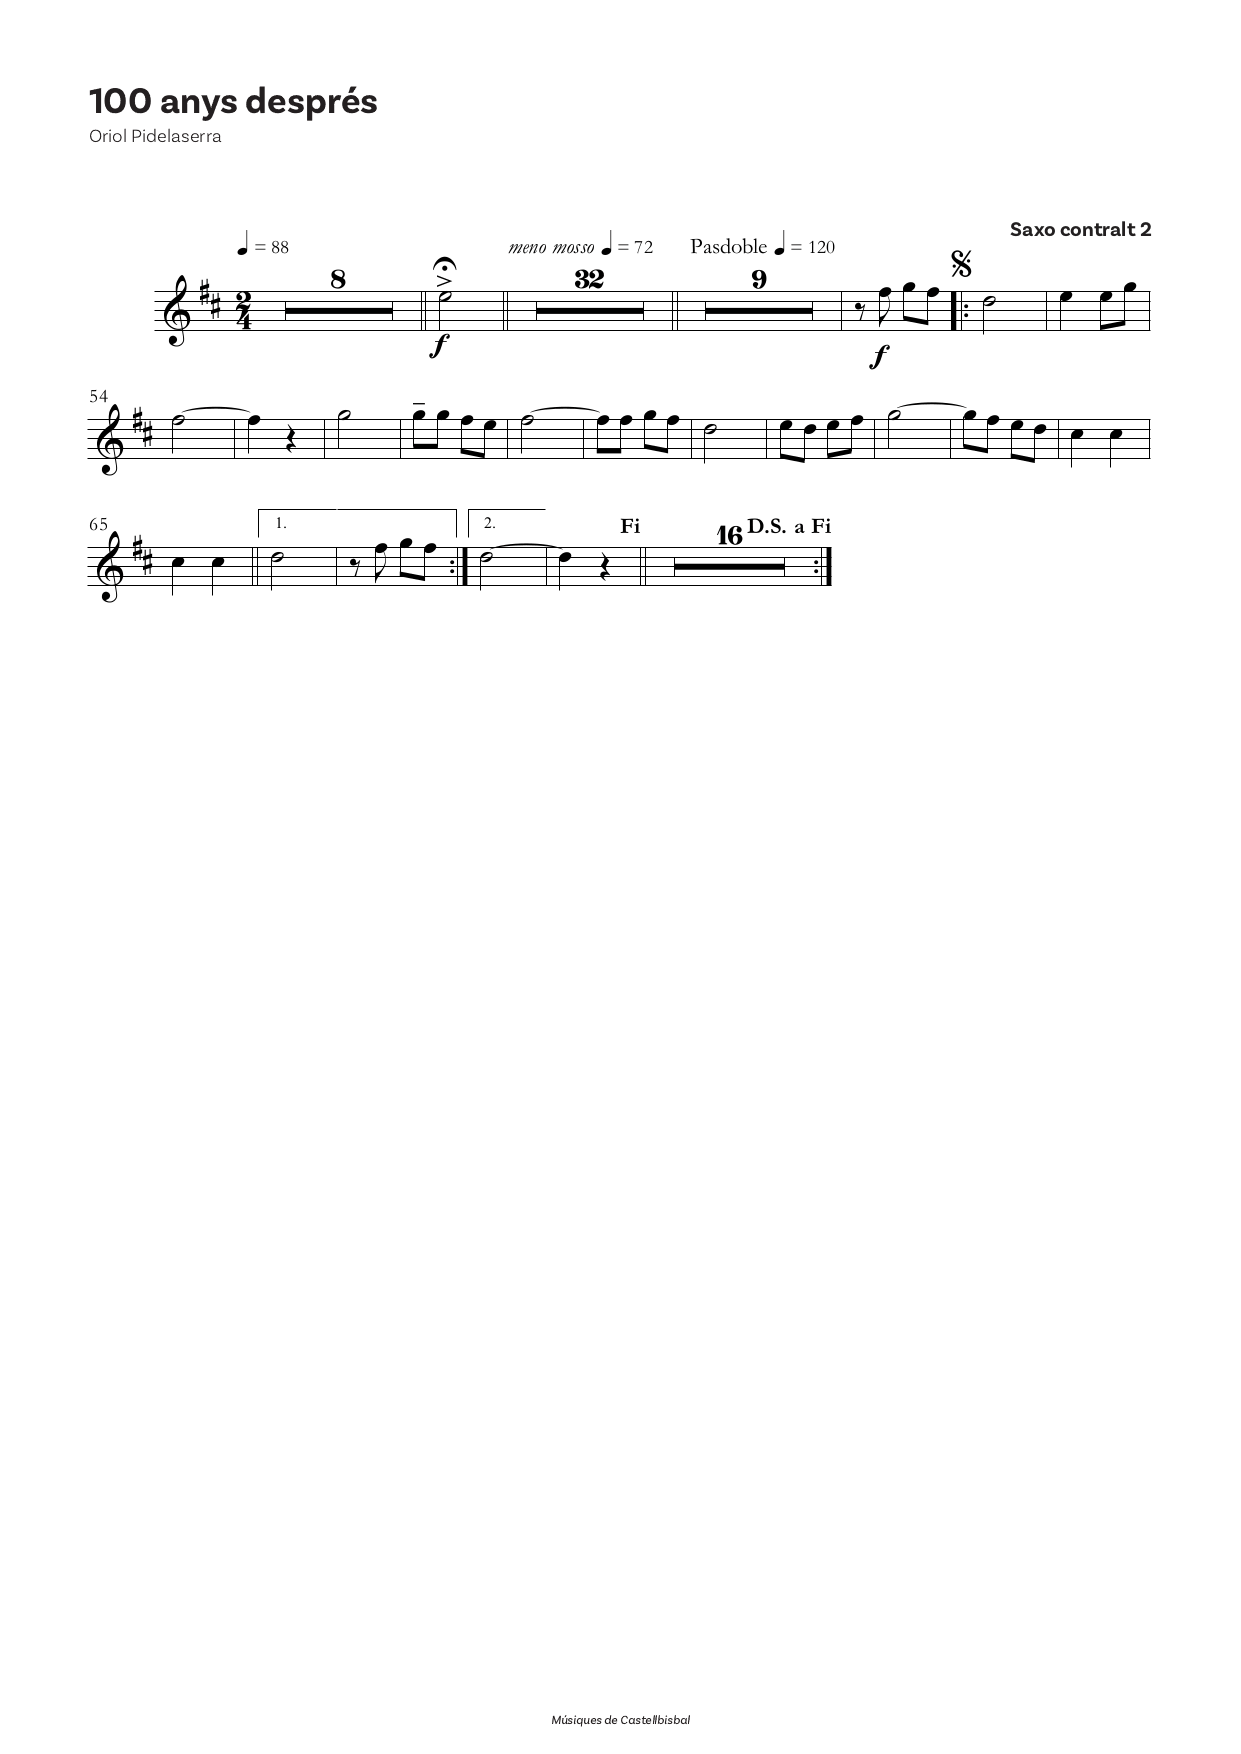 100 anys després
Oriol Pidelaserra
Saxo contralt 2
= 88
meno mosso = 72
Pasdoble = 120
8
32
9
2
4
f
f
54
65
1.
2.
Fi
16
D.S. a Fi
Músiques de Castellbisbal